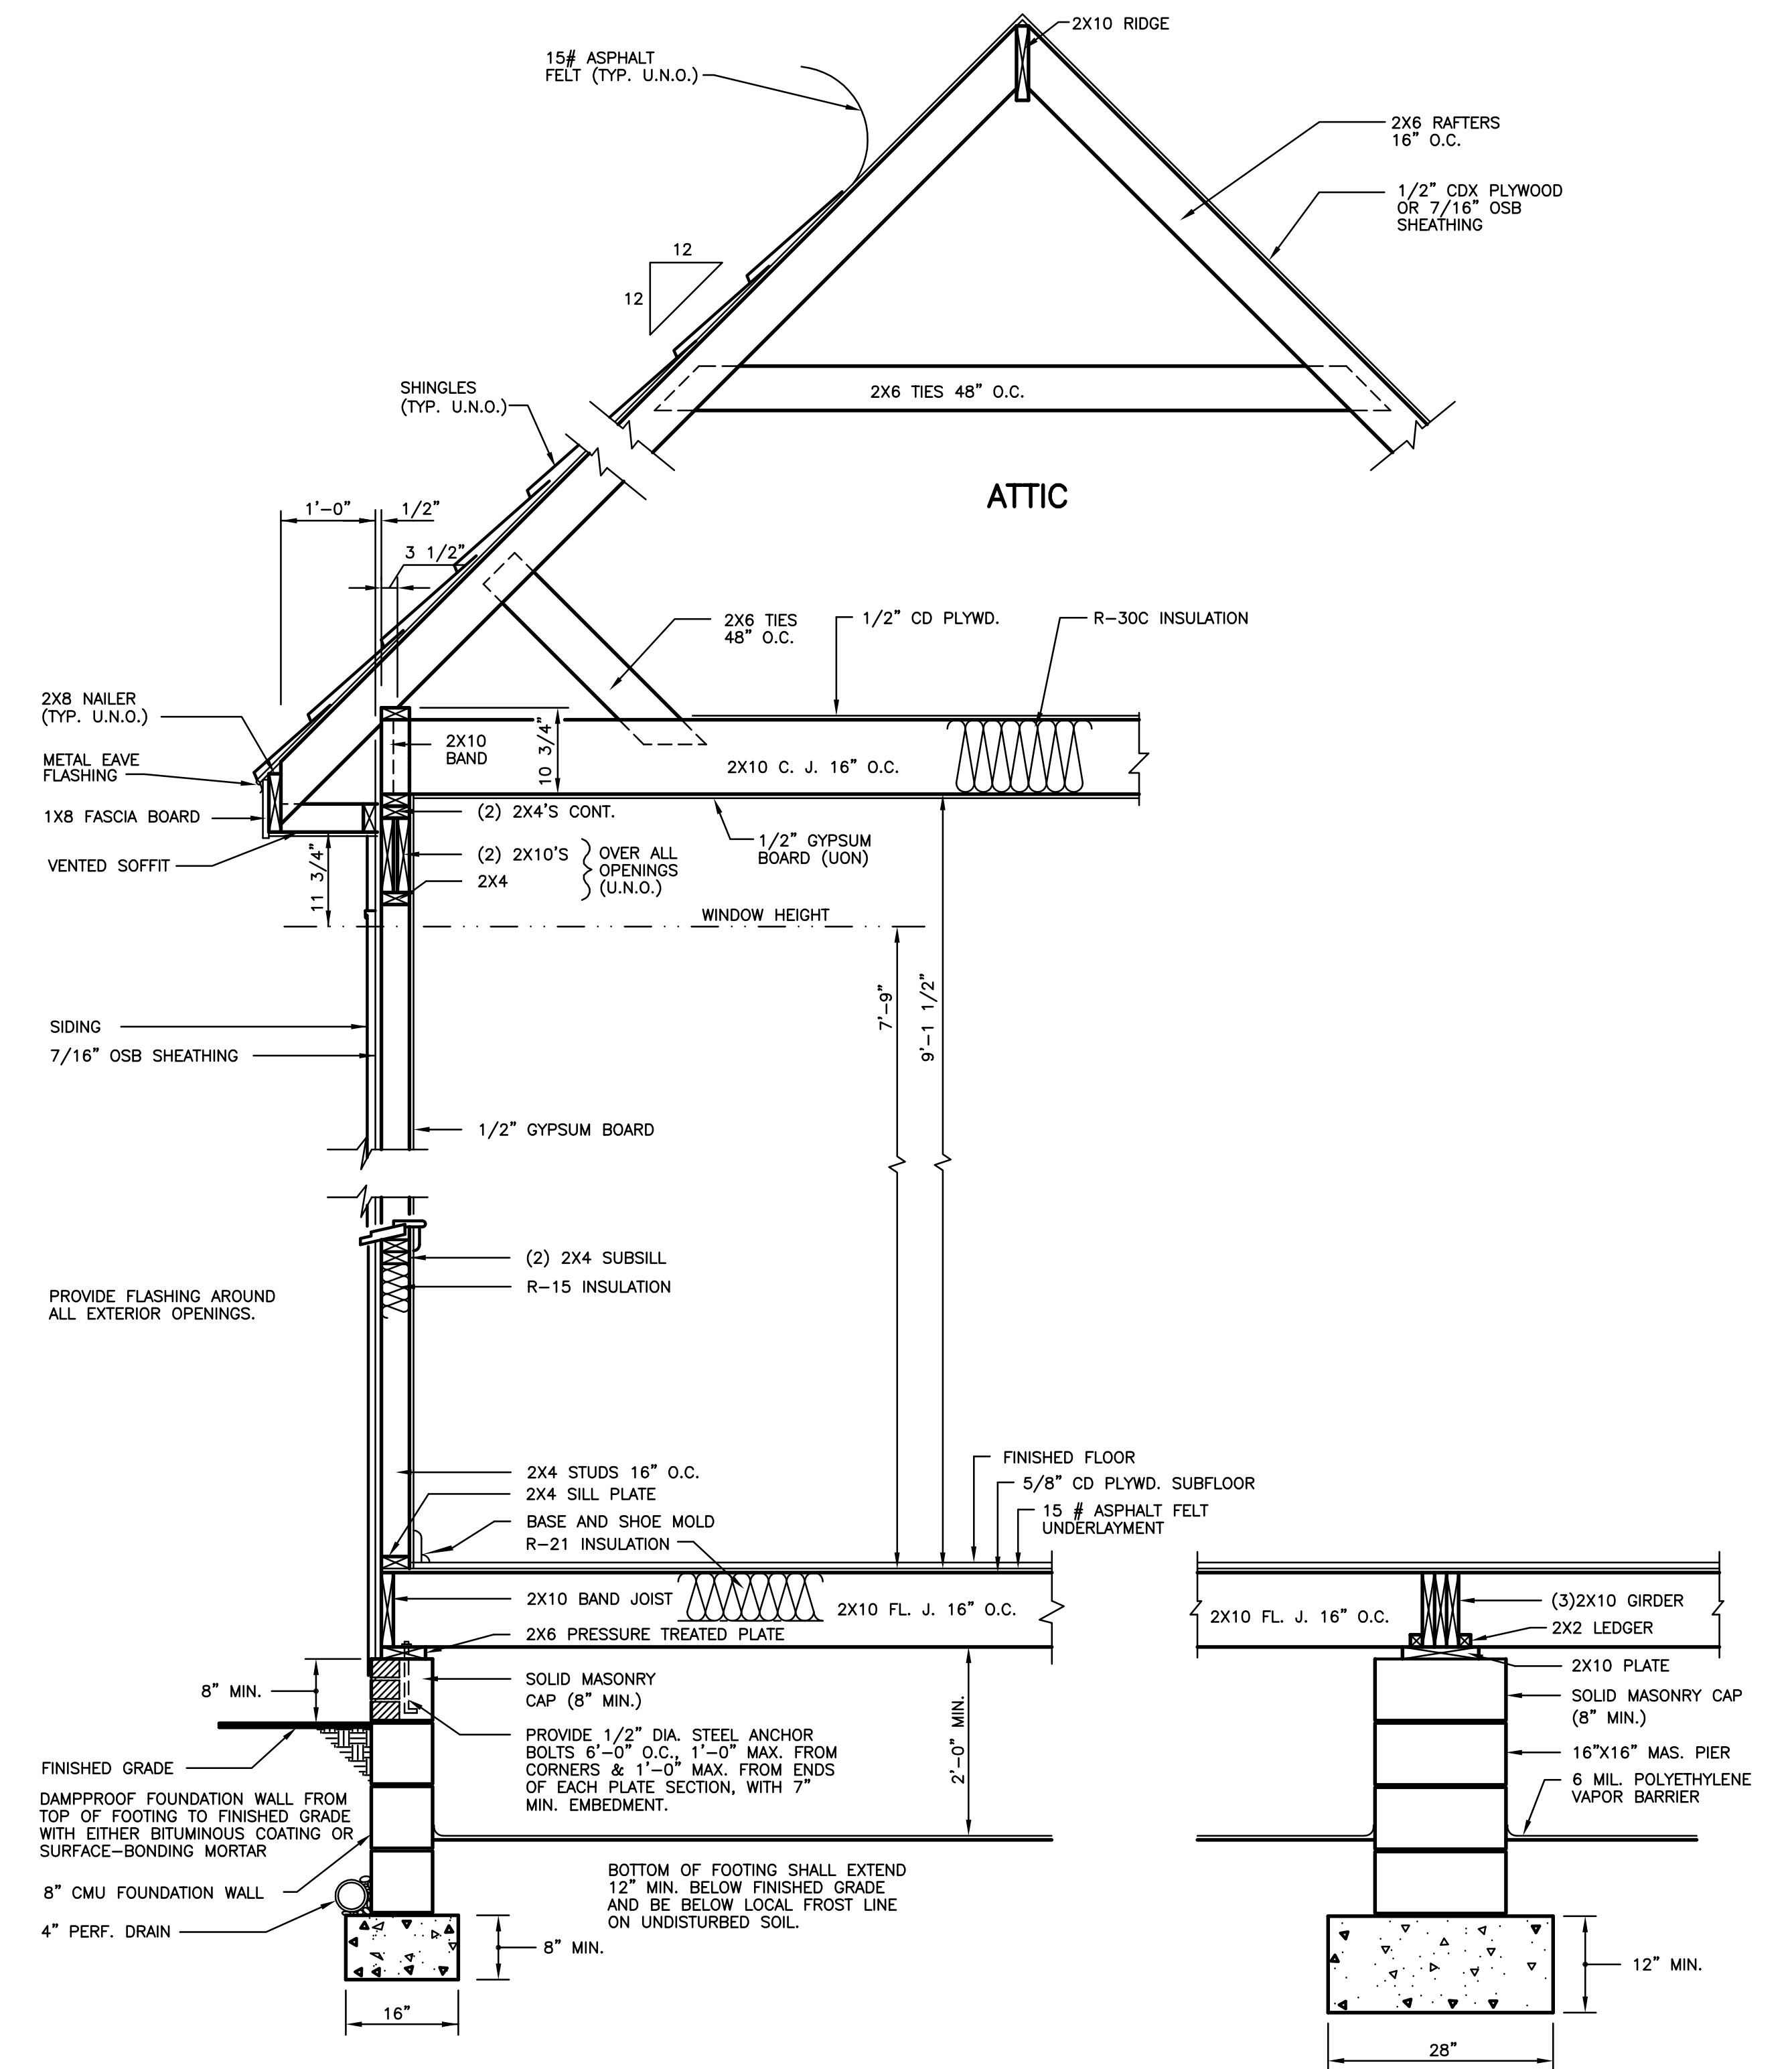 2X10 RIDGE
15# ASPHALT
FELT (TYP. U.N.O.)
2X6 RAFTERS
16" O.C.
1/2" CDX PLYWOOD
OR 7/16" OSB
SHEATHING
12
12
SHINGLES
(TYP. U.N.O.)
2X6 TIES 48" O.C.
ATTIC
1'-0"
1/2"
3 1/2"
2X6 TIES
48" O.C.
1/2" CD PLYWD.
R-30C INSULATION
2X8 NAILER
(TYP. U.N.O.)
METAL EAVE
FLASHING
1X8 FASCIA BOARD
VENTED SOFFIT
2X10
BAND
10 3/4"
2X10 C. J. 16" O.C.
(2) 2X4'S CONT.
1/2" GYPSUM
BOARD (UON)
(2) 2X10'S
2X4
OVER ALL
OPENINGS
(U.N.O.)
11 3/4"
WINDOW HEIGHT
7'-9"
9'-1 1/2"
SIDING
7/16" OSB SHEATHING
1/2" GYPSUM BOARD
(2) 2X4 SUBSILL
R-15 INSULATION
PROVIDE FLASHING AROUND
ALL EXTERIOR OPENINGS.
2X4 STUDS 16" O.C.
2X4 SILL PLATE
BASE AND SHOE MOLD
R-21 INSULATION
FINISHED FLOOR
5/8" CD PLYWD. SUBFLOOR
15 # ASPHALT FELT
UNDERLAYMENT
2X10 BAND JOIST
2X10 FL. J. 16" O.C.
2X6 PRESSURE TREATED PLATE
2X10 FL. J. 16" O.C.
(3)2X10 GIRDER
2X2 LEDGER
2X10 PLATE
SOLID MASONRY CAP
(8" MIN.)
16"X16" MAS. PIER
6 MIL. POLYETHYLENE
VAPOR BARRIER
8" MIN.
SOLID MASONRY
CAP (8" MIN.)
PROVIDE 1/2" DIA. STEEL ANCHOR
BOLTS 6'-0" O.C., 1'-0" MAX. FROM
CORNERS & 1'-0" MAX. FROM ENDS
OF EACH PLATE SECTION, WITH 7"
MIN. EMBEDMENT.
2'-0" MIN.
FINISHED GRADE
DAMPPROOF FOUNDATION WALL FROM
TOP OF FOOTING TO FINISHED GRADE
WITH EITHER BITUMINOUS COATING OR
SURFACE-BONDING MORTAR
8" CMU FOUNDATION WALL
4" PERF. DRAIN
BOTTOM OF FOOTING SHALL EXTEND
12" MIN. BELOW FINISHED GRADE
AND BE BELOW LOCAL FROST LINE
ON UNDISTURBED SOIL.
8" MIN.
16"
12" MIN.
28"